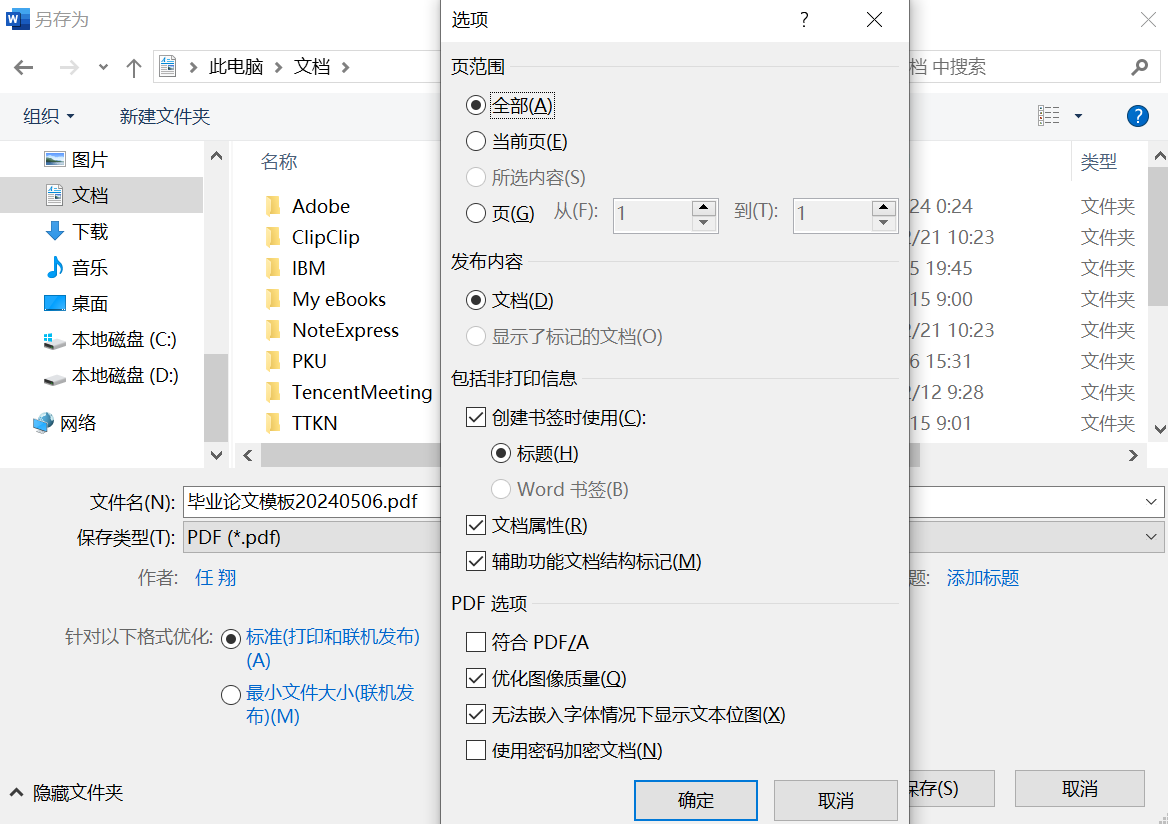 另存为
此电脑 文档
档 中搜索
组织
新建文件夹
图片
文档
下载
音乐
桌面
本地磁盘 (C:)
本地磁盘 (D:)
网络
名称
类型
Adobe 24 0:24 文件夹
ClipClip /21 10:23 文件夹
IBM 5 19:45 文件夹
My eBooks 15 9:00 文件夹
NoteExpress /21 10:23 文件夹
PKU 6 15:31 文件夹
TencentMeeting /12 9:28 文件夹
TTKN 15 9:01 文件夹
文件名(N): 毕业论文模板20240506.pdf
保存类型(T): PDF (*.pdf)
作者: 任 翔
题: 添加标题
针对以下格式优化: 标准(打印和联机发布)
(A)
最小文件大小(联机发
布)(M)
隐藏文件夹
保存(S)
取消
选项
?
页范围
全部(A)
当前页(E)
所选内容(S)
页(G) 从(F): 1 到(T): 1
发布内容
文档(D)
显示了标记的文档(O)
包括非打印信息
创建书签时使用(C):
标题(H)
Word 书签(B)
文档属性(R)
辅助功能文档结构标记(M)
PDF 选项
符合 PDF/A
优化图像质量(Q)
无法嵌入字体情况下显示文本位图(X)
使用密码加密文档(N)
确定
取消